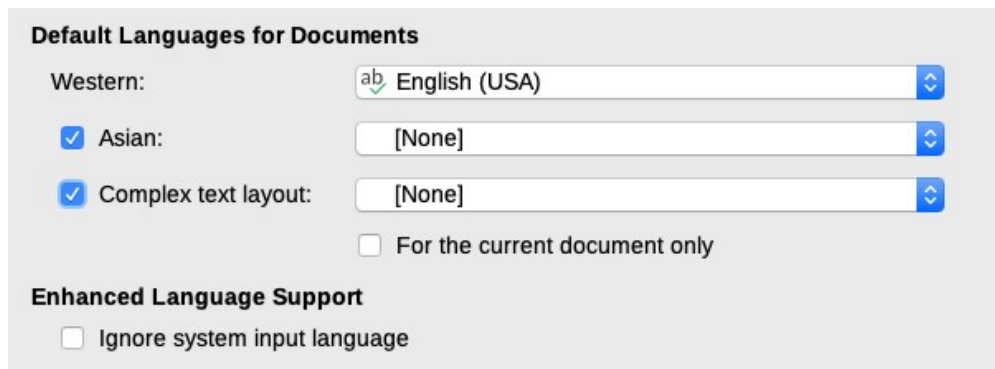 Default Languages for Documents
Western: ab English (USA)
Asian: [None]
Complex text layout: [None]
For the current document only
Enhanced Language Support
Ignore system input language